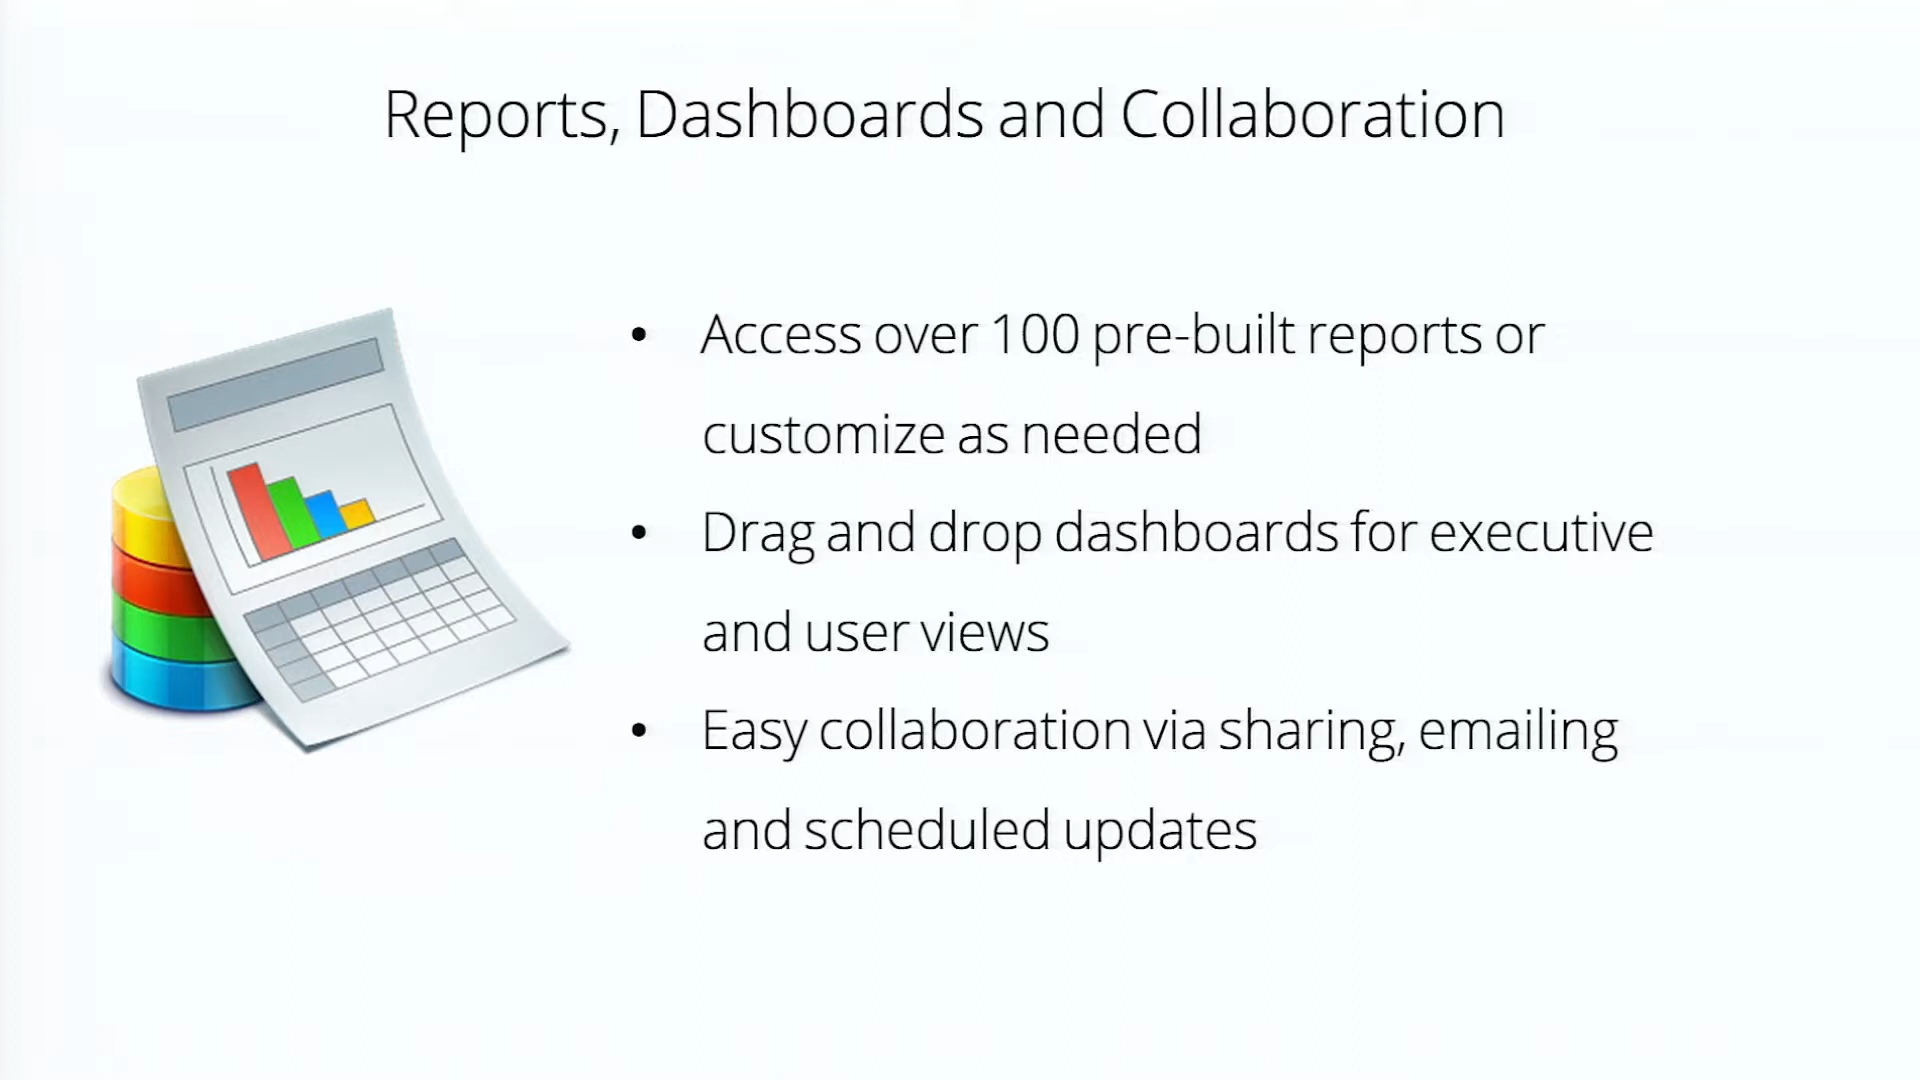 Reports, Dashboards and Collaboration
• Access over 100 pre-built reports or
customize as needed
• Drag and drop dashboards for executive
and user views
• Easy collaboration via sharing, emailing
and scheduled updates